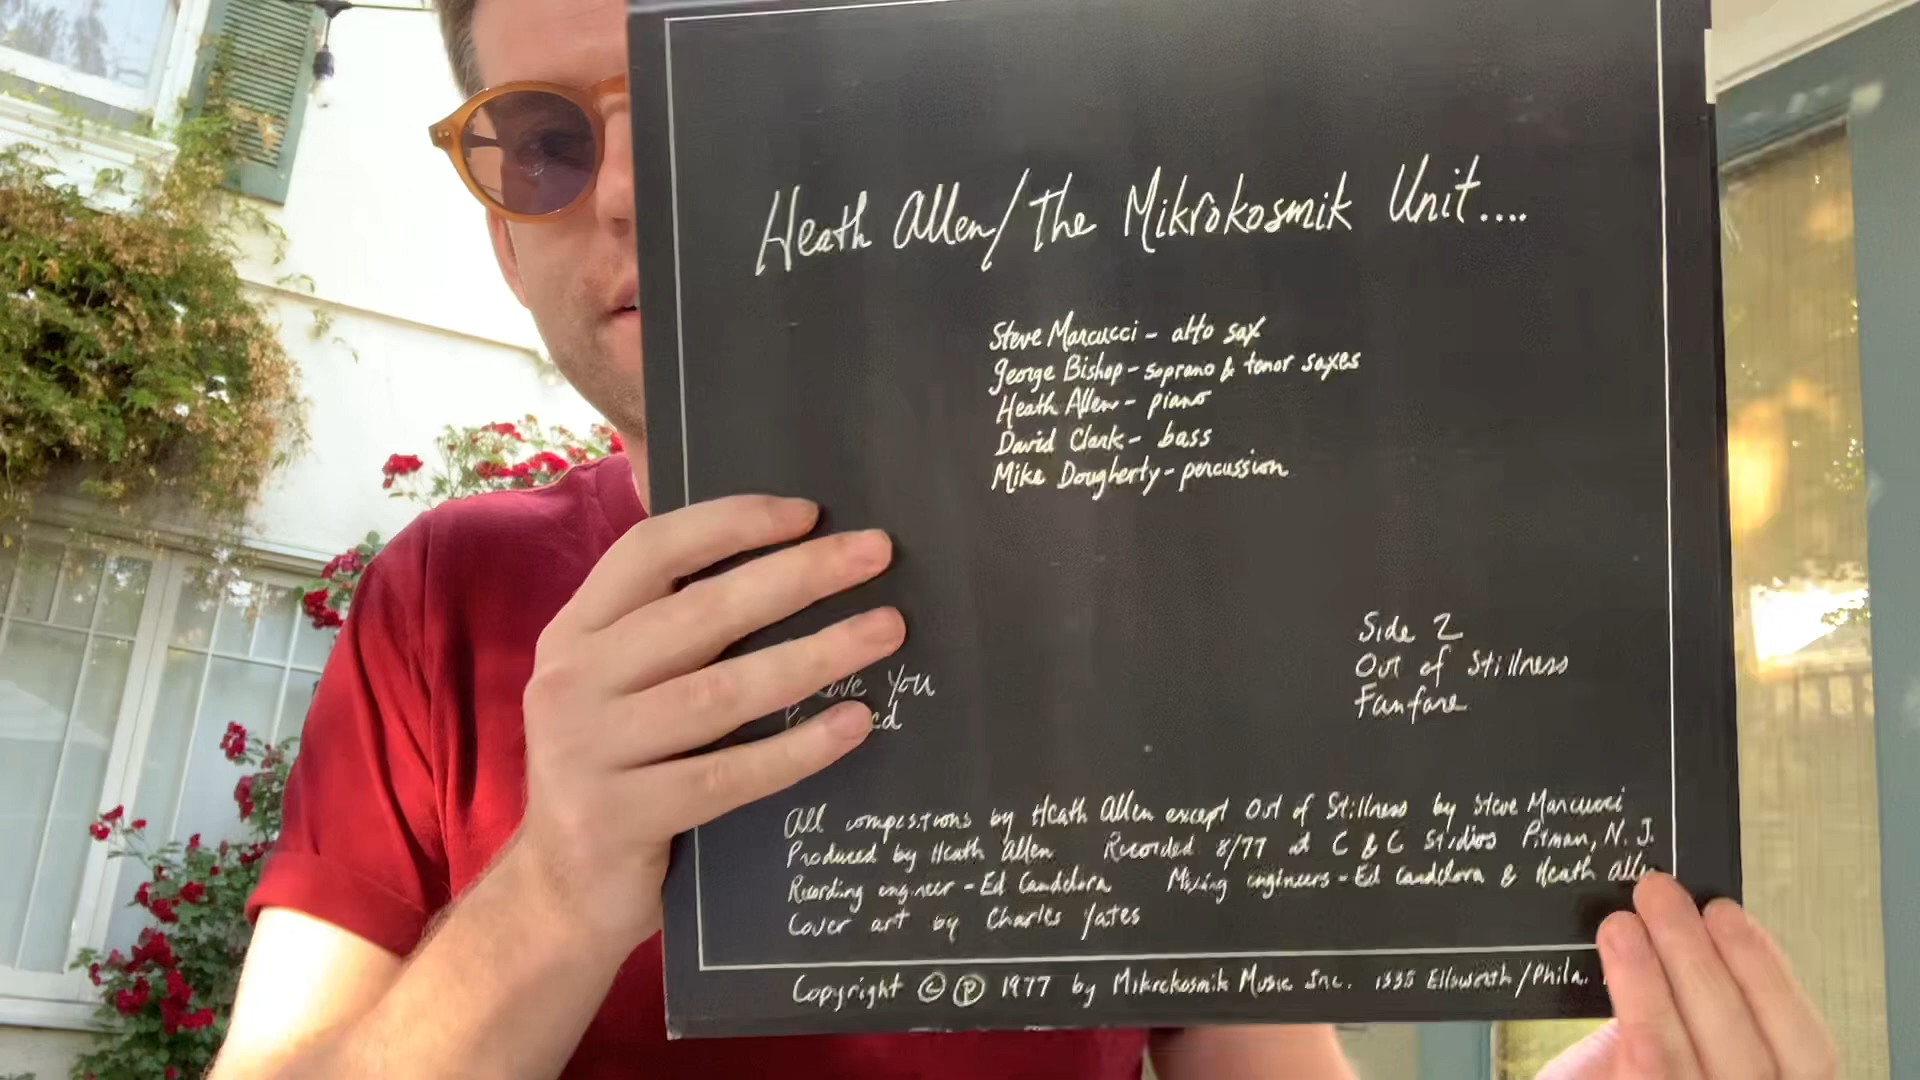 Heath Allen/The Mikrokosmik Unit....
Steve Marcucci - alto sax
George Bishop - soprano & tenor saxes
Heath Allen - piano
David Clark - bass
Mike Dougherty - percussion
Side 2
Out of Stillness
Fanfare
Love You
All compositions by Heath Allen except Out of Stillness by Steve Marcucci
Produced by Heath Allen Recorded 8/77 at C & C Studios Pitman, N. J.
Recording engineer - Ed Candelora Mixing engineers - Ed Candelora & Heath Allen
Cover art by Charles Yates
Copyright © ℗ 1977 by Mikrokosmik Music Inc. 1335 Ellsworth/Phila.